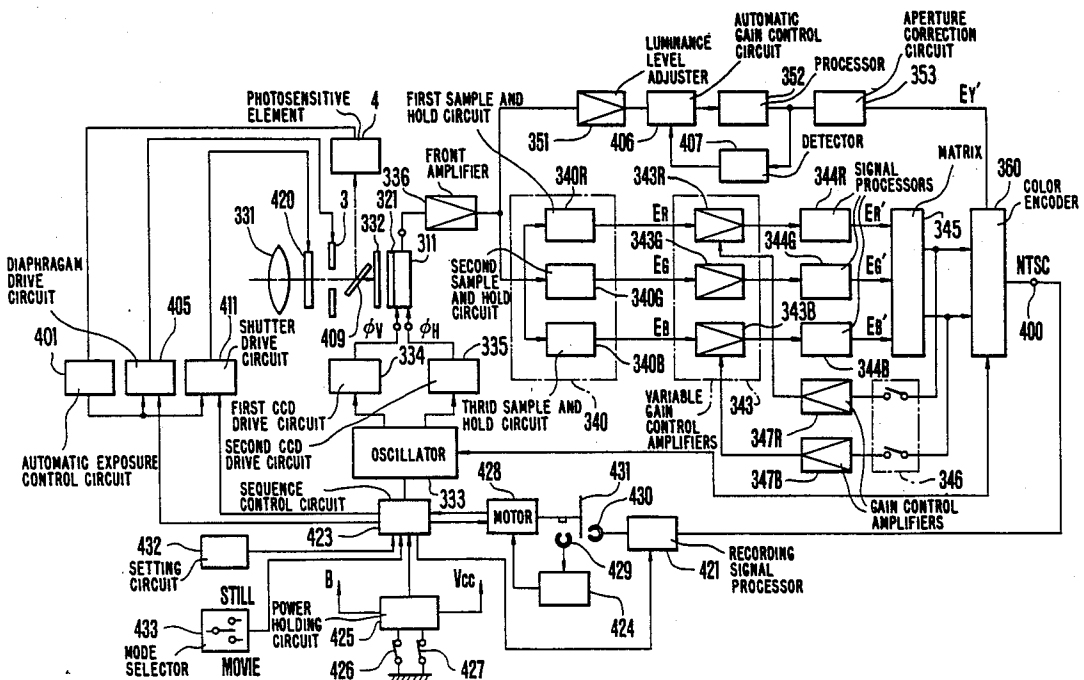 AUTOMATIC
GAIN CONTROL
CIRCUIT
APERTURE
CORRECTION
CIRCUIT
LUMINANCE
LEVEL
ADJUSTER
352
PROCESSOR
353
EY'
PHOTOSENSITIVE
ELEMENT
4
FIRST SAMPLE AND
HOLD CIRCUIT
351
406
407
DETECTOR
MATRIX
FRONT
AMPLIFIER
336
340R
343R
344R
SIGNAL
PROCESSORS
360
COLOR
ENCODER
331
420
3
332
321
311
ER
ER'
345
DIAPHRAGAM
DRIVE
CIRCUIT
401
405
411
SHUTTER
DRIVE
CIRCUIT
409
SECOND
SAMPLE
AND HOLD
CIRCUIT
340G
343G
344G
EG
EG'
NTSC
400
ΦV
ΦH
334
335
EB
343B
EB'
340B
344B
FIRST CCD
DRIVE CIRCUIT
THRID SAMPLE AND
HOLD CIRCUIT
340
VARIABLE
GAIN
CONTROL
AMPLIFIERS
343
347R
346
SECOND CCD
DRIVE CIRCUIT
OSCILLATOR
333
AUTOMATIC EXPOSURE
CONTROL CIRCUIT
347B
GAIN CONTROL
AMPLIFIERS
SEQUENCE
CONTROL CIRCUIT
423
428
MOTOR
431
430
432
SETTING CIRCUIT
429
421
RECORDING
SIGNAL
PROCESSOR
B
Vcc
424
STILL
433
MODE
SELECTOR
MOVIE
POWER
HOLDING
CIRCUIT
425
426
427